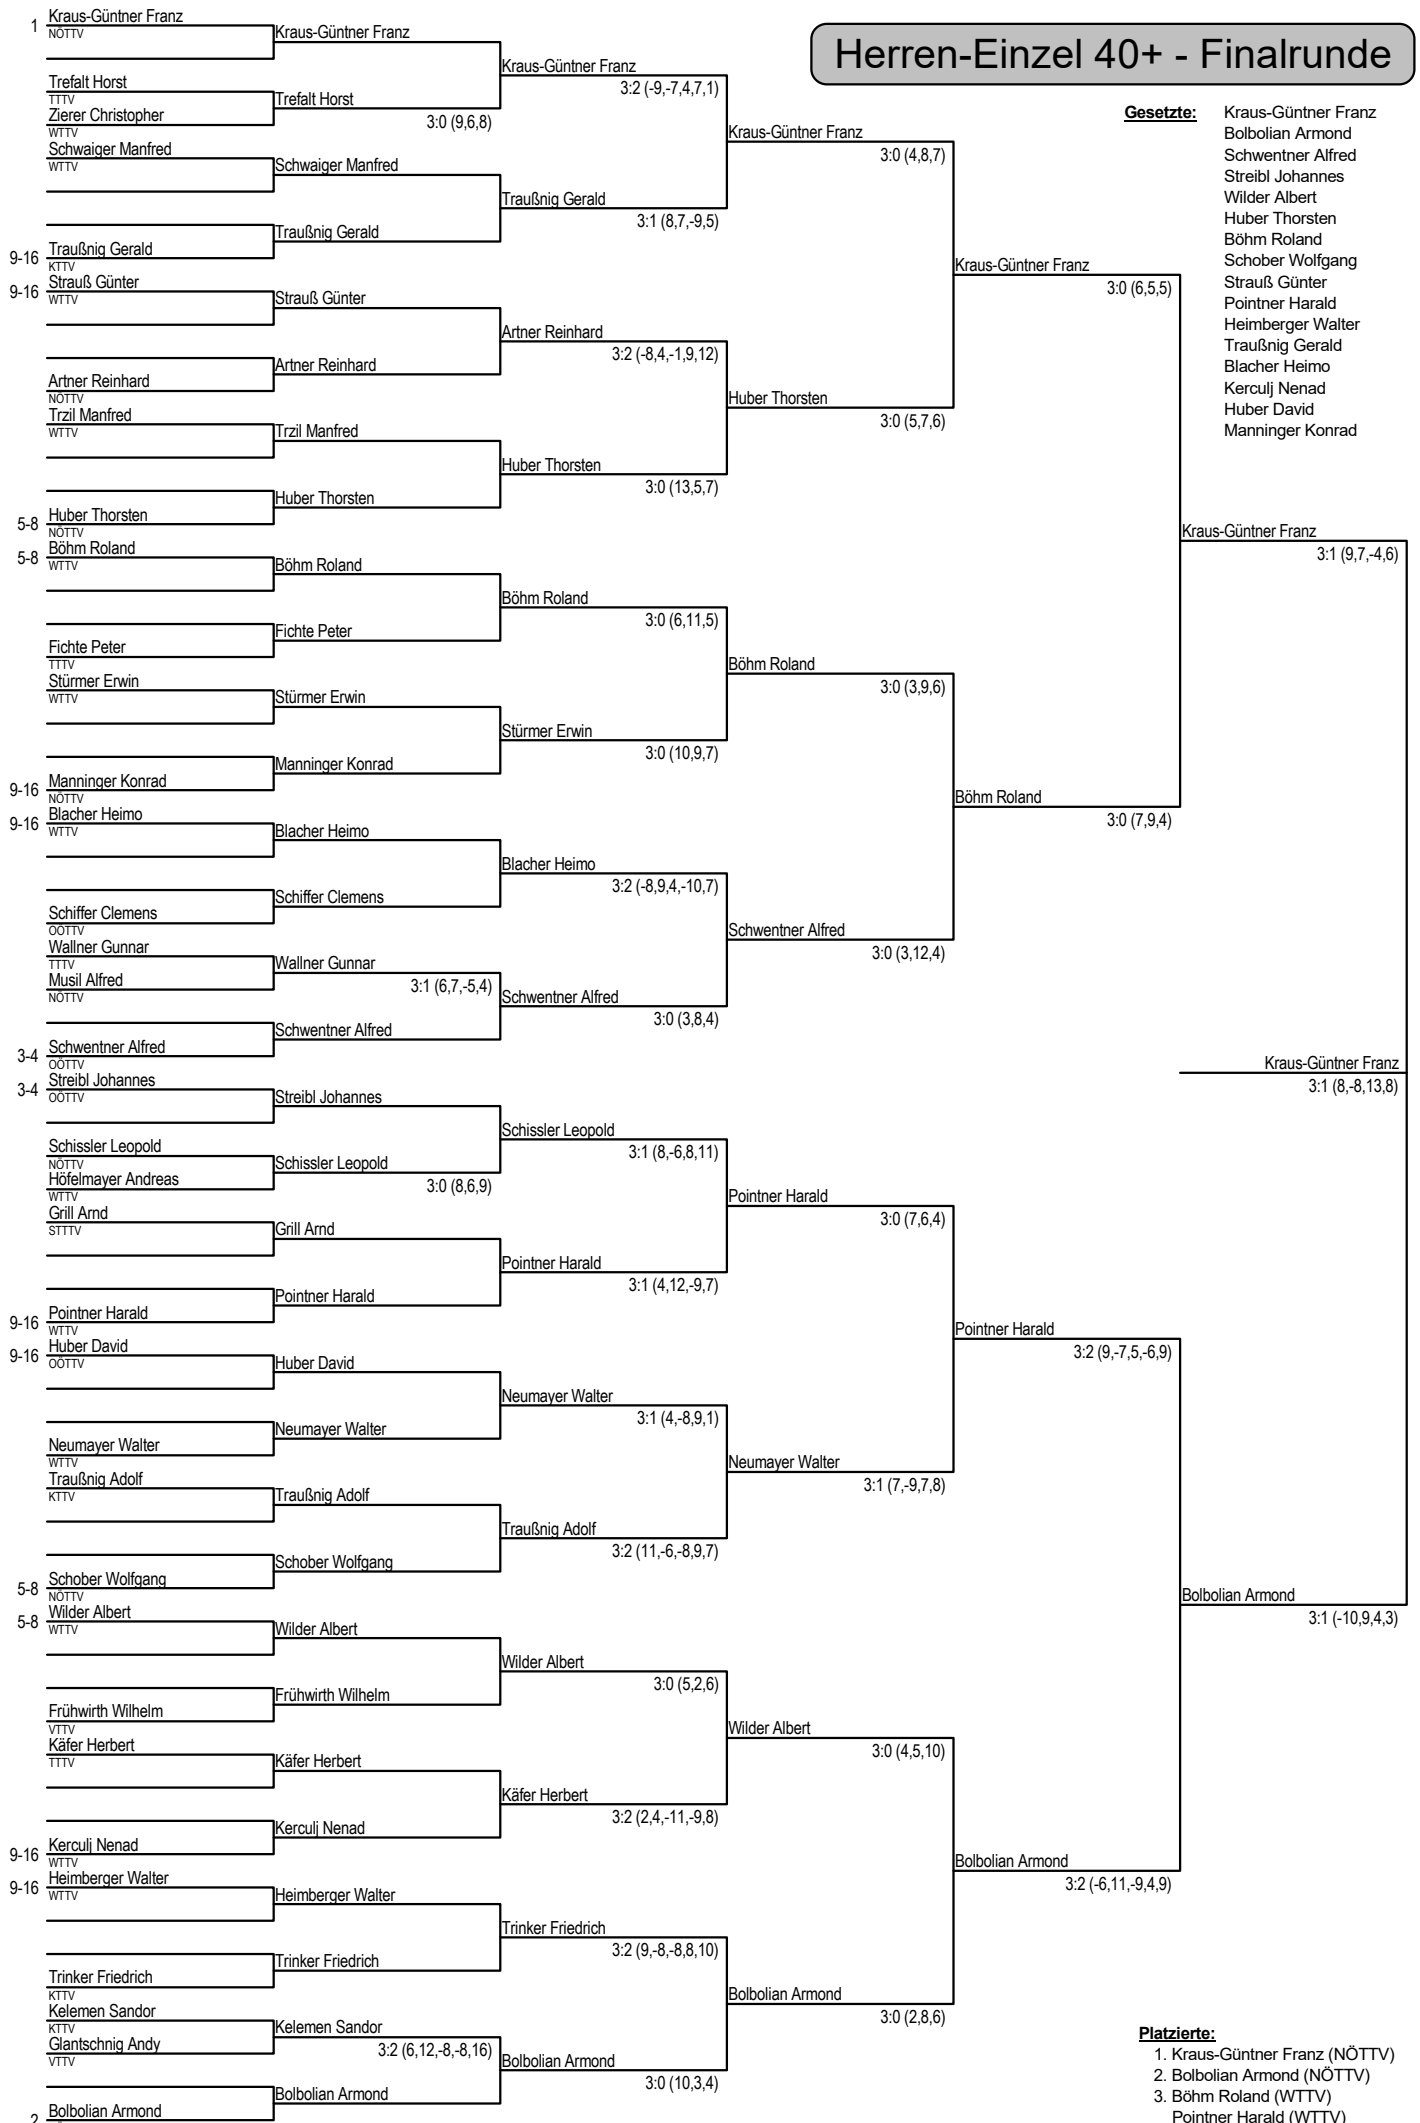 Herren-Einzel 40+ - Finalrunde
Gesetzte:
Kraus-Güntner Franz
Bolbolian Armond
Schwentner Alfred
Streibl Johannes
Wilder Albert
Huber Thorsten
Böhm Roland
Schober Wolfgang
Strauß Günter
Pointner Harald
Heimberger Walter
Traußnig Gerald
Blacher Heimo
Kerculj Nenad
Huber David
Manninger Konrad
1 Kraus-Güntner Franz
NÖTTV
Trefalt Horst
TTTV
Zierer Christopher
WTTV
Schwaiger Manfred
WTTV
9-16 Traußnig Gerald
KTTV
9-16 Strauß Günter
WTTV
Artner Reinhard
NÖTTV
Trzil Manfred
WTTV
5-8 Huber Thorsten
NÖTTV
5-8 Böhm Roland
WTTV
Fichte Peter
TTTV
Stürmer Erwin
WTTV
9-16 Manninger Konrad
NÖTTV
9-16 Blacher Heimo
WTTV
Schiffer Clemens
OÖTTV
Wallner Gunnar
TTTV
Musil Alfred
NÖTTV
3-4 Schwentner Alfred
OÖTTV
3-4 Streibl Johannes
OÖTTV
Schissler Leopold
NÖTTV
Höfelmayer Andreas
WTTV
Grill Arnd
STTTV
9-16 Pointner Harald
WTTV
9-16 Huber David
OÖTTV
Neumayer Walter
WTTV
Traußnig Adolf
KTTV
5-8 Schober Wolfgang
NÖTTV
5-8 Wilder Albert
WTTV
Frühwirth Wilhelm
VTTV
Käfer Herbert
TTTV
9-16 Kerculj Nenad
WTTV
9-16 Heimberger Walter
WTTV
Trinker Friedrich
KTTV
Kelemen Sandor
KTTV
Glantschnig Andy
VTTV
2 Bolbolian Armond
Kraus-Güntner Franz
Trefalt Horst
3:0 (9,6,8)
Schwaiger Manfred
Traußnig Gerald
Strauß Günter
Artner Reinhard
Trzil Manfred
Huber Thorsten
Böhm Roland
Fichte Peter
Stürmer Erwin
Manninger Konrad
Blacher Heimo
Schiffer Clemens
Wallner Gunnar
3:1 (6,7,-5,4)
Schwentner Alfred
Streibl Johannes
Schissler Leopold
3:0 (8,6,9)
Grill Arnd
Pointner Harald
Huber David
Neumayer Walter
Traußnig Adolf
Schober Wolfgang
Wilder Albert
Frühwirth Wilhelm
Käfer Herbert
Kerculj Nenad
Heimberger Walter
Trinker Friedrich
Kelemen Sandor
3:2 (6,12,-8,-8,16)
Bolbolian Armond
Kraus-Güntner Franz
3:2 (-9,-7,4,7,1)
Traußnig Gerald
3:1 (8,7,-9,5)
Artner Reinhard
3:2 (-8,4,-1,9,12)
Huber Thorsten
3:0 (13,5,7)
Böhm Roland
3:0 (6,11,5)
Stürmer Erwin
3:0 (10,9,7)
Blacher Heimo
3:2 (-8,9,4,-10,7)
Schwentner Alfred
3:0 (3,8,4)
Schissler Leopold
3:1 (8,-6,8,11)
Pointner Harald
3:1 (4,12,-9,7)
Neumayer Walter
3:1 (4,-8,9,1)
Traußnig Adolf
3:2 (11,-6,-8,9,7)
Wilder Albert
3:0 (5,2,6)
Käfer Herbert
3:2 (2,4,-11,-9,8)
Trinker Friedrich
3:2 (9,-8,-8,8,10)
Bolbolian Armond
3:0 (10,3,4)
Kraus-Güntner Franz
3:0 (4,8,7)
Huber Thorsten
3:0 (5,7,6)
Böhm Roland
3:0 (3,9,6)
Schwentner Alfred
3:0 (3,12,4)
Pointner Harald
3:0 (7,6,4)
Neumayer Walter
3:1 (7,-9,7,8)
Wilder Albert
3:0 (4,5,10)
Bolbolian Armond
3:0 (2,8,6)
Kraus-Güntner Franz
3:0 (6,5,5)
Böhm Roland
3:0 (7,9,4)
Pointner Harald
3:2 (9,-7,5,-6,9)
Bolbolian Armond
3:2 (-6,11,-9,4,9)
Kraus-Güntner Franz
3:1 (9,7,-4,6)
Bolbolian Armond
3:1 (-10,9,4,3)
Kraus-Güntner Franz
3:1 (8,-8,13,8)
Platzierte:
1. Kraus-Güntner Franz (NÖTTV)
2. Bolbolian Armond (NÖTTV)
3. Böhm Roland (WTTV)
Pointner Harald (WTTV)